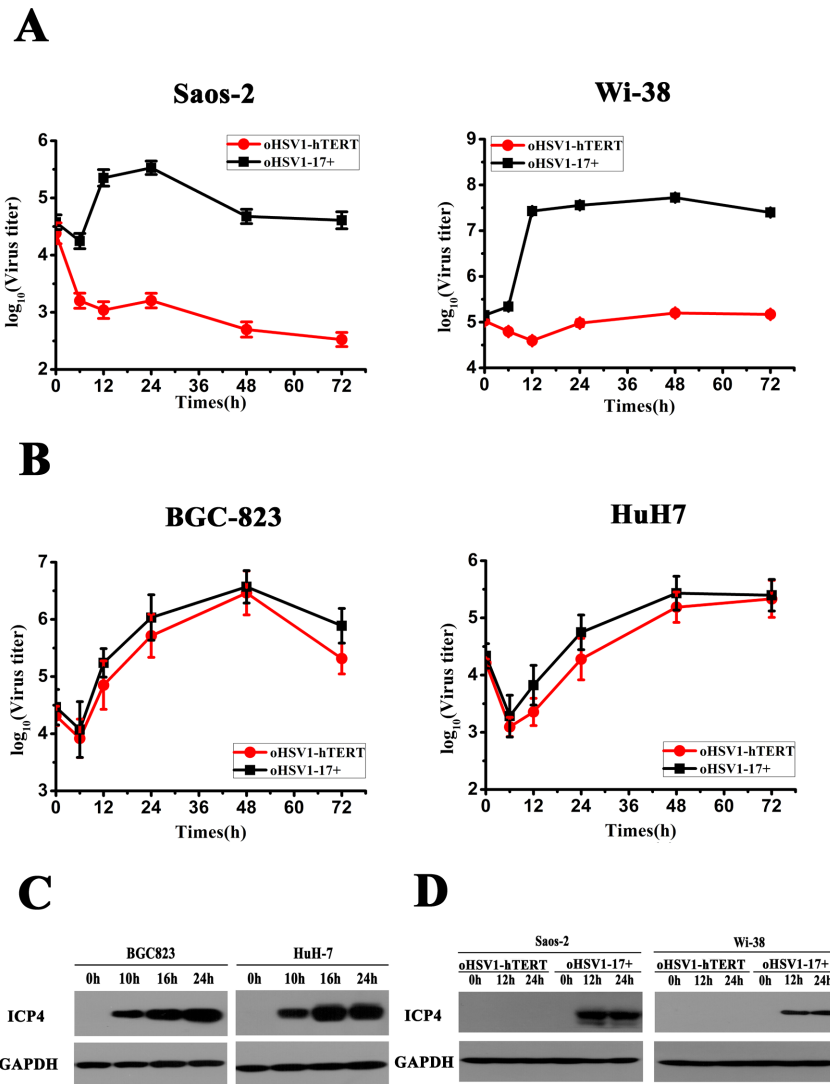 A
Saos-2
oHSV1-hTERT
oHSV1-17+
log10(Virus titer)
6
5
4
3
2
0 12 24 36 48 60 72
Times(h)
Wi-38
oHSV1-hTERT
oHSV1-17+
log10(Virus titer)
9
8
7
6
5
4
0 12 24 36 48 60 72
Times(h)
B
BGC-823
log10(Virus titer)
7
6
5
4
3
oHSV1-hTERT
oHSV1-17+
0 12 24 36 48 60 72
Times(h)
HuH7
log10(Virus titer)
6
5
4
3
2
oHSV1-hTERT
oHSV1-17+
0 12 24 36 48 60 72
Times(h)
C
BGC823 HuH-7
0h 10h 16h 24h 0h 10h 16h 24h
ICP4
GAPDH
D
Saos-2 Wi-38
oHSV1-hTERT oHSV1-17+ oHSV1-hTERT oHSV1-17+
0h 12h 24h 0h 12h 24h 0h 12h 24h 0h 12h 24h
ICP4
GAPDH